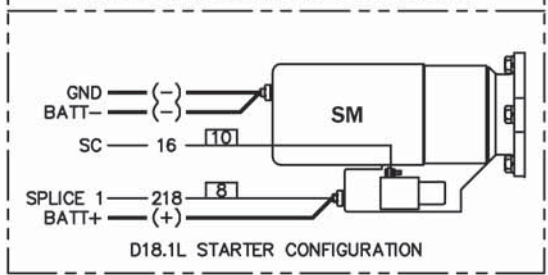 GND (-)
BATT- (-)
SM
SC 16 10
SPLICE 1 218 8
BATT+ (+)
D18.1L STARTER CONFIGURATION